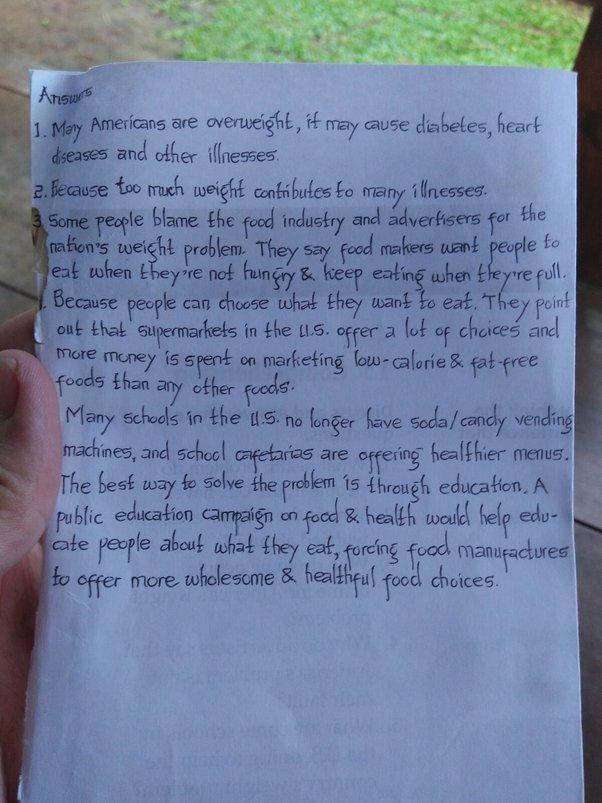 Answers
1. Many Americans are overweight, it may cause diabetes, heart
diseases and other illnesses.
2. Because too much weight contributes to many illnesses.
3. Some people blame the food industry and advertisers for the
nation's weight problem. They say food makers want people to
eat when they're not hungry & keep eating when they're full.
. Because people can choose what they want to eat. They point
out that supermarkets in the U.S. offer a lot of choices and
more money is spent on marketing low-calorie & fat-free
foods than any other foods.
Many schools in the U.S. no longer have soda/candy vending
machines, and school cafetarias are offering healthier menus.
The best way to solve the problem is through education. A
public education campaign on food & health would help edu-
cate people about what they eat, forcing food manufactures
to offer more wholesome & healthful food choices.